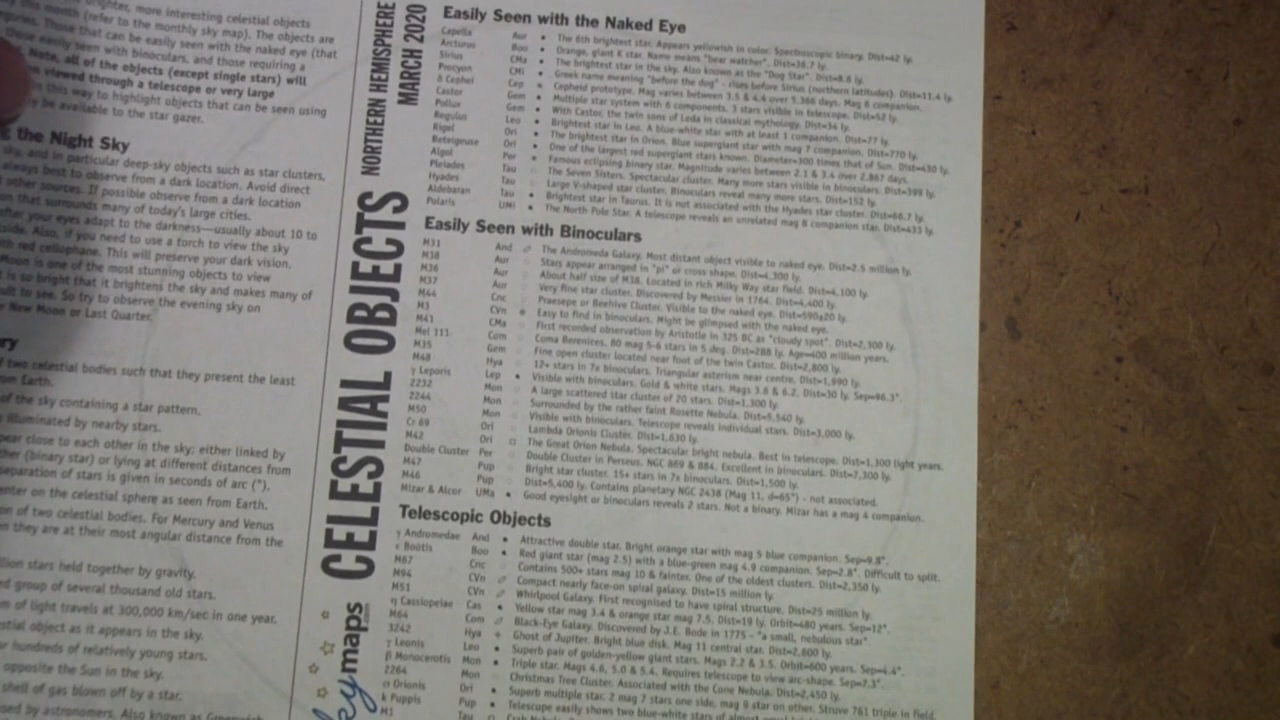 brighter, more interesting celestial objects
this month (refer to the monthly sky map). The objects are
Those that can be easily seen with the naked eye (that
those easily seen with binoculars, and those requiring a
Note, all of the objects (except single stars) will
viewed through a telescope or very large
in this way to highlight objects that can be seen using
y be available to the star gazer.
the Night Sky
sky, and in particular deep-sky objects such as star clusters,
always best to observe from a dark location. Avoid direct
other sources. If possible observe from a dark location
on that surrounds many of today's large cities.
after your eyes adapt to the darkness—usually about 10 to
tside. Also, if you need to use a torch to view the sky
th red cellophane. This will preserve your dark vision.
Moon is one of the most stunning objects to view
t is so bright that it brightens the sky and makes many of
ult to see. So try to observe the evening sky on
New Moon or Last Quarter.
ry
f two celestial bodies such that they present the least
om Earth.
of the sky containing a star pattern.
illuminated by nearby stars.
pear close to each other in the sky; either linked by
ther (binary star) or lying at different distances from
separation of stars is given in seconds of arc (").
enter on the celestial sphere as seen from Earth.
on of two celestial bodies. For Mercury and Venus
n they are at their most angular distance from the
tion stars held together by gravity.
ed group of several thousand old stars.
m of light travels at 300,000 km/sec in one year.
stial object as it appears in the sky.
r hundreds of relatively young stars.
opposite the Sun in the sky.
shell of gas blown off by a star.
sed by astronomers. Also known as
CELESTIAL OBJECTS
NORTHERN HEMISPHERE
MARCH 2020
kymaps.com
Easily Seen with the Naked Eye
Capella Aur • The 6th brightest star. Appears yellowish in color. Spectroscopic binary. Dist=42 ly.
Arcturus Boo • Orange, giant K star. Name means "bear watcher". Dist=36.7 ly.
Sirius CMa • The brightest star in the sky. Also known as the "Dog Star". Dist=8.6 ly.
Procyon CMi • Greek name meaning "before the dog" - rises before Sirius (northern latitudes). Dist=11.4 ly.
δ Cephei Cep • Cepheid prototype. Mag varies between 3.5 & 4.4 over 5.366 days. Mag 6 companion.
Castor Gem • Multiple star system with 6 components. 3 stars visible in telescope. Dist=52 ly.
Pollux Gem • With Castor, the twin sons of Leda in classical mythology. Dist=34 ly.
Regulus Leo • Brightest star in Leo. A blue-white star with at least 1 companion. Dist=77 ly.
Rigel Ori • The brightest star in Orion. Blue supergiant star with mag 7 companion. Dist=770 ly.
Betelgeuse Ori • One of the largest red supergiant stars known. Diameter=300 times that of Sun. Dist=430 ly.
Algol Per • Famous eclipsing binary star. Magnitude varies between 2.1 & 3.4 over 2.867 days.
Pleiades Tau The Seven Sisters. Spectacular cluster. Many more stars visible in binoculars. Dist=399 ly.
Hyades Tau Large V-shaped star cluster. Binoculars reveal many more stars. Dist=152 ly.
Aldebaran Tau • Brightest star in Taurus. It is not associated with the Hyades star cluster. Dist=66.7 ly.
Polaris UMi • The North Pole Star. A telescope reveals an unrelated mag 8 companion star. Dist=433 ly.
Easily Seen with Binoculars
M31 And The Andromeda Galaxy. Most distant object visible to naked eye. Dist=2.5 million ly.
M38 Aur Stars appear arranged in "pi" or cross shape. Dist=4,300 ly.
M36 Aur About half size of M38. Located in rich Milky Way star field. Dist=4,100 ly.
M37 Aur Very fine star cluster. Discovered by Messier in 1764. Dist=4,400 ly.
M44 Cnc Praesepe or Beehive Cluster. Visible to the naked eye. Dist=590±20 ly.
M3 CVn Easy to find in binoculars. Might be glimpsed with the naked eye.
M41 CMa First recorded observation by Aristotle in 325 BC as "cloudy spot". Dist=2,300 ly.
Mel 111 Com Coma Berenices. 80 mag 5-6 stars in 5 deg. Dist=288 ly. Age=400 million years.
M35 Gem Fine open cluster located near foot of the twin Castor. Dist=2,800 ly.
M48 Hya 12+ stars in 7x binoculars. Triangular asterism near centre. Dist=1,990 ly.
γ Leporis Lep • Visible with binoculars. Gold & white stars. Mags 3.6 & 6.2. Dist=30 ly. Sep=96.3".
2232 Mon A large scattered star cluster of 20 stars. Dist=1,300 ly.
2244 Mon Surrounded by the rather faint Rosette Nebula. Dist=5,540 ly.
M50 Mon Visible with binoculars. Telescope reveals individual stars. Dist=3,000 ly.
Cr 69 Ori Lambda Orionis Cluster. Dist=1,630 ly.
M42 Ori The Great Orion Nebula. Spectacular bright nebula. Best in telescope. Dist=1,300 light years.
Double Cluster Per Double Cluster in Perseus. NGC 869 & 884. Excellent in binoculars. Dist=7,300 ly.
M47 Pup Bright star cluster. 15+ stars in 7x binoculars. Dist=1,500 ly.
M46 Pup Dist=5,400 ly. Contains planetary NGC 2438 (Mag 11, d=65") - not associated.
Mizar & Alcor UMa • Good eyesight or binoculars reveals 2 stars. Not a binary. Mizar has a mag 4 companion.
Telescopic Objects
γ Andromedae And • Attractive double star. Bright orange star with mag 5 blue companion. Sep=9.8".
ε Bootis Boo • Red giant star (mag 2.5) with a blue-green mag 4.9 companion. Sep=2.8". Difficult to split.
M67 Cnc Contains 500+ stars mag 10 & fainter. One of the oldest clusters. Dist=2,350 ly.
M94 CVn Compact nearly face-on spiral galaxy. Dist=15 million ly.
M51 CVn Whirlpool Galaxy. First recognised to have spiral structure. Dist=25 million ly.
η Cassiopeiae Cas • Yellow star mag 3.4 & orange star mag 7.5. Dist=19 ly. Orbit=480 years. Sep=12".
M64 Com Black-Eye Galaxy. Discovered by J.E. Bode in 1775 - "a small, nebulous star".
3242 Hya Ghost of Jupiter. Bright blue disk. Mag 11 central star. Dist=2,600 ly.
γ Leonis Leo • Superb pair of golden-yellow giant stars. Mags 2.2 & 3.5. Orbit=600 years. Sep=4.4".
β Monocerotis Mon • Triple star. Mags 4.6, 5.0 & 5.4. Requires telescope to view arc-shape. Sep=7.3".
2264 Mon Christmas Tree Cluster. Associated with the Cone Nebula. Dist=2,450 ly.
σ Orionis Ori • Superb multiple star. 2 mag 7 stars one side, mag 9 star on other. Struve 761 triple in field.
k Puppis Pup • Telescope easily shows two blue-white stars of almost
M1 Tau Crab